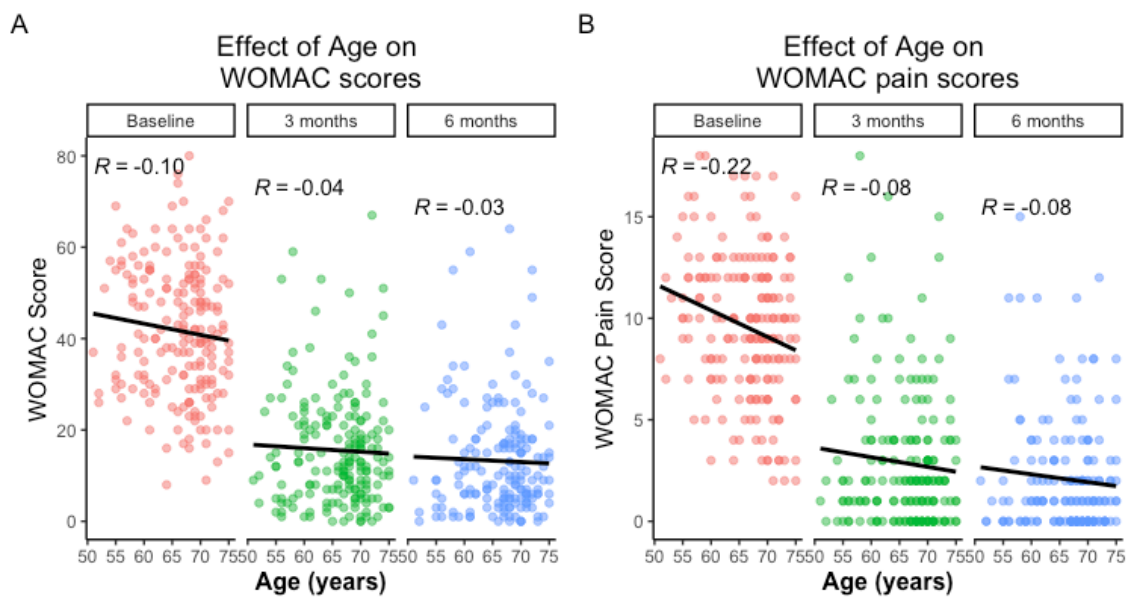 A
Effect of Age on
WOMAC scores
Baseline
3 months
6 months
WOMAC Score
80
60
40
20
0
R = -0.10
R = -0.04
R = -0.03
50 55 60 65 70 75
50 55 60 65 70 75
50 55 60 65 70 75
Age (years)
B
Effect of Age on
WOMAC pain scores
Baseline
3 months
6 months
WOMAC Pain Score
15
10
5
0
R = -0.22
R = -0.08
R = -0.08
50 55 60 65 70 75
50 55 60 65 70 75
50 55 60 65 70 75
Age (years)